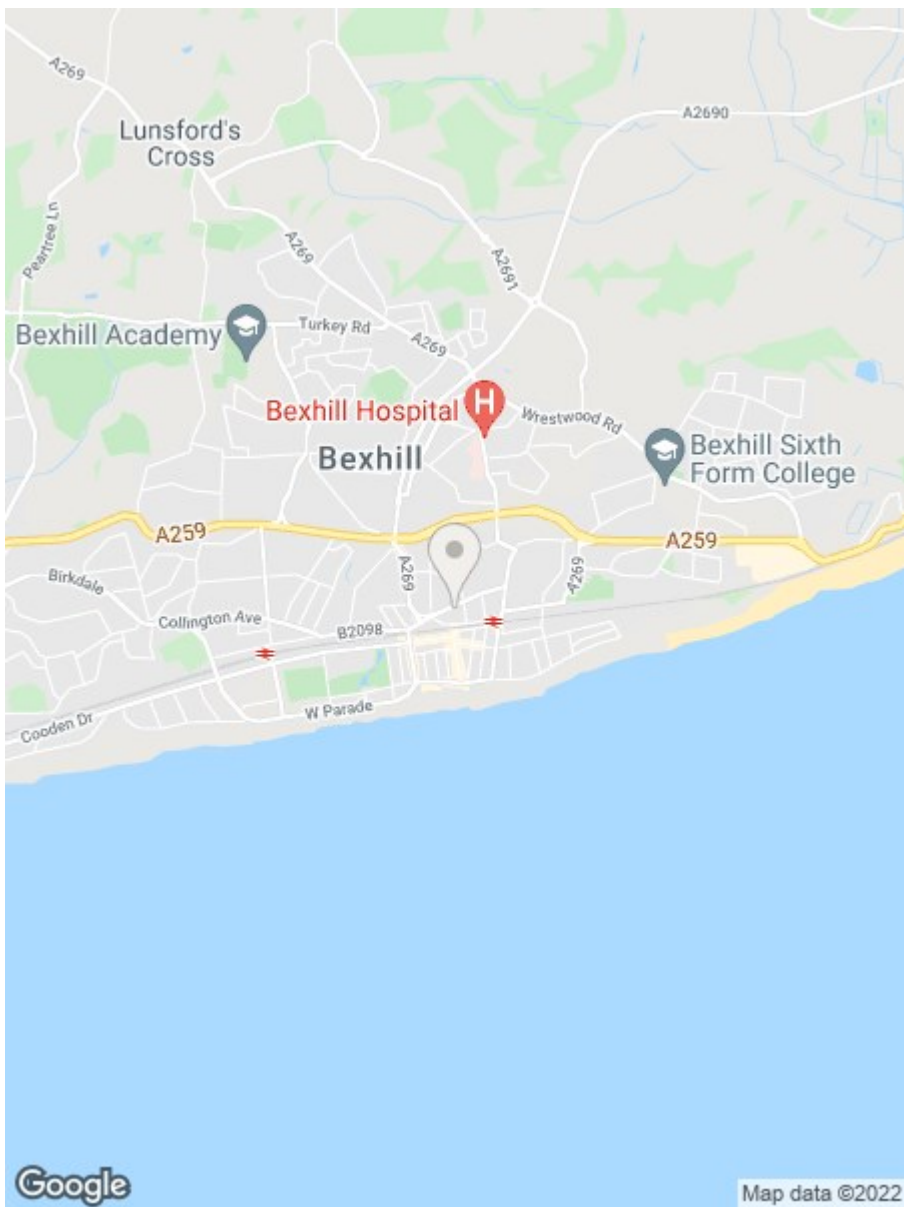 A269
A2690
Lunsford's
Cross
Peartree Ln
A269
A2691
Bexhill Academy
Turkey Rd
A269
Bexhill Hospital
H
Wrestwood Rd
Bexhill
Bexhill Sixth
Form College
A259
A259
Birkdale
A269
A269
Collington Ave
B2098
W Parade
Cooden Dr
Google
Map data ©2022